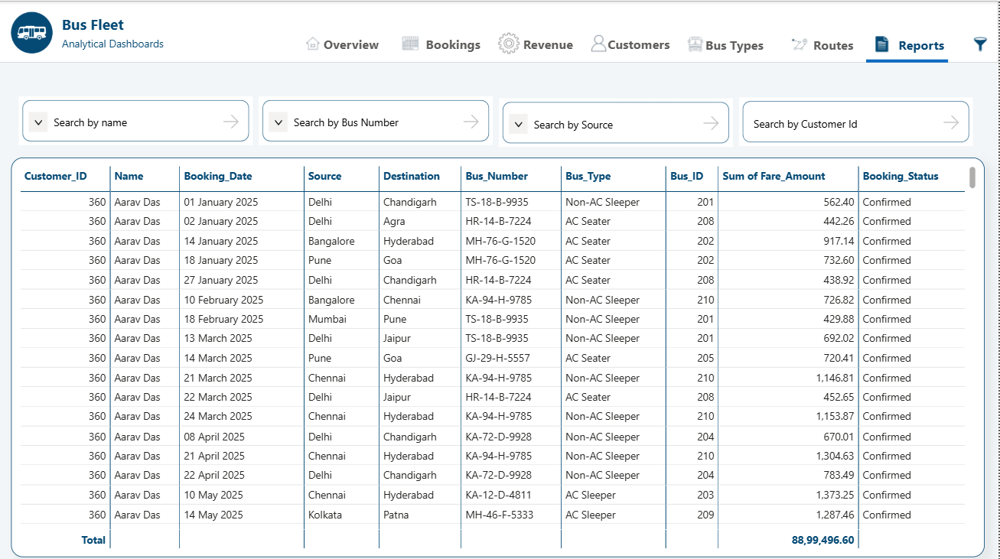 Bus Fleet
Analytical Dashboards
Overview Bookings Revenue Customers Bus Types Routes Reports
Search by name Search by Bus Number Search by Source Search by Customer Id
Customer_ID Name Booking_Date Source Destination Bus_Number Bus_Type Bus_ID Sum of Fare_Amount Booking_Status
360 Aarav Das 01 January 2025 Delhi Chandigarh TS-18-B-9935 Non-AC Sleeper 201 562.40 Confirmed
360 Aarav Das 02 January 2025 Delhi Agra HR-14-B-7224 AC Seater 208 442.26 Confirmed
360 Aarav Das 14 January 2025 Bangalore Hyderabad MH-76-G-1520 AC Seater 202 917.14 Confirmed
360 Aarav Das 18 January 2025 Pune Goa MH-76-G-1520 AC Seater 202 732.60 Confirmed
360 Aarav Das 27 January 2025 Delhi Chandigarh HR-14-B-7224 AC Seater 208 438.92 Confirmed
360 Aarav Das 10 February 2025 Bangalore Chennai KA-94-H-9785 Non-AC Sleeper 210 726.82 Confirmed
360 Aarav Das 18 February 2025 Mumbai Pune TS-18-B-9935 Non-AC Sleeper 201 429.88 Confirmed
360 Aarav Das 13 March 2025 Delhi Jaipur TS-18-B-9935 Non-AC Sleeper 201 692.02 Confirmed
360 Aarav Das 14 March 2025 Pune Goa GJ-29-H-5557 AC Seater 205 720.41 Confirmed
360 Aarav Das 21 March 2025 Chennai Hyderabad KA-94-H-9785 Non-AC Sleeper 210 1,146.81 Confirmed
360 Aarav Das 22 March 2025 Delhi Jaipur HR-14-B-7224 AC Seater 208 452.65 Confirmed
360 Aarav Das 24 March 2025 Chennai Hyderabad KA-94-H-9785 Non-AC Sleeper 210 1,153.87 Confirmed
360 Aarav Das 08 April 2025 Delhi Chandigarh KA-72-D-9928 Non-AC Sleeper 204 670.01 Confirmed
360 Aarav Das 21 April 2025 Chennai Hyderabad KA-94-H-9785 Non-AC Sleeper 210 1,304.63 Confirmed
360 Aarav Das 22 April 2025 Delhi Chandigarh KA-72-D-9928 Non-AC Sleeper 204 783.49 Confirmed
360 Aarav Das 10 May 2025 Chennai Hyderabad KA-12-D-4811 AC Sleeper 203 1,373.25 Confirmed
360 Aarav Das 14 May 2025 Kolkata Patna MH-46-F-5333 AC Sleeper 209 1,287.46 Confirmed
Total 88,99,496.60